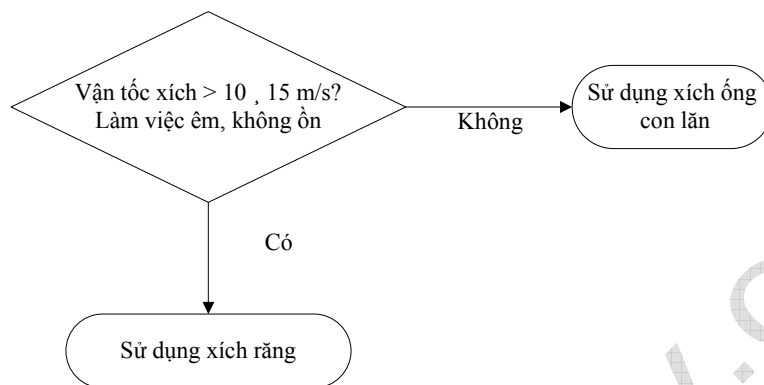 Vận tốc xích > 10 ¸ 15 m/s?
Làm việc êm, không ồn
Không
Sử dụng xích ống
con lăn
Có
Sử dụng xích răng